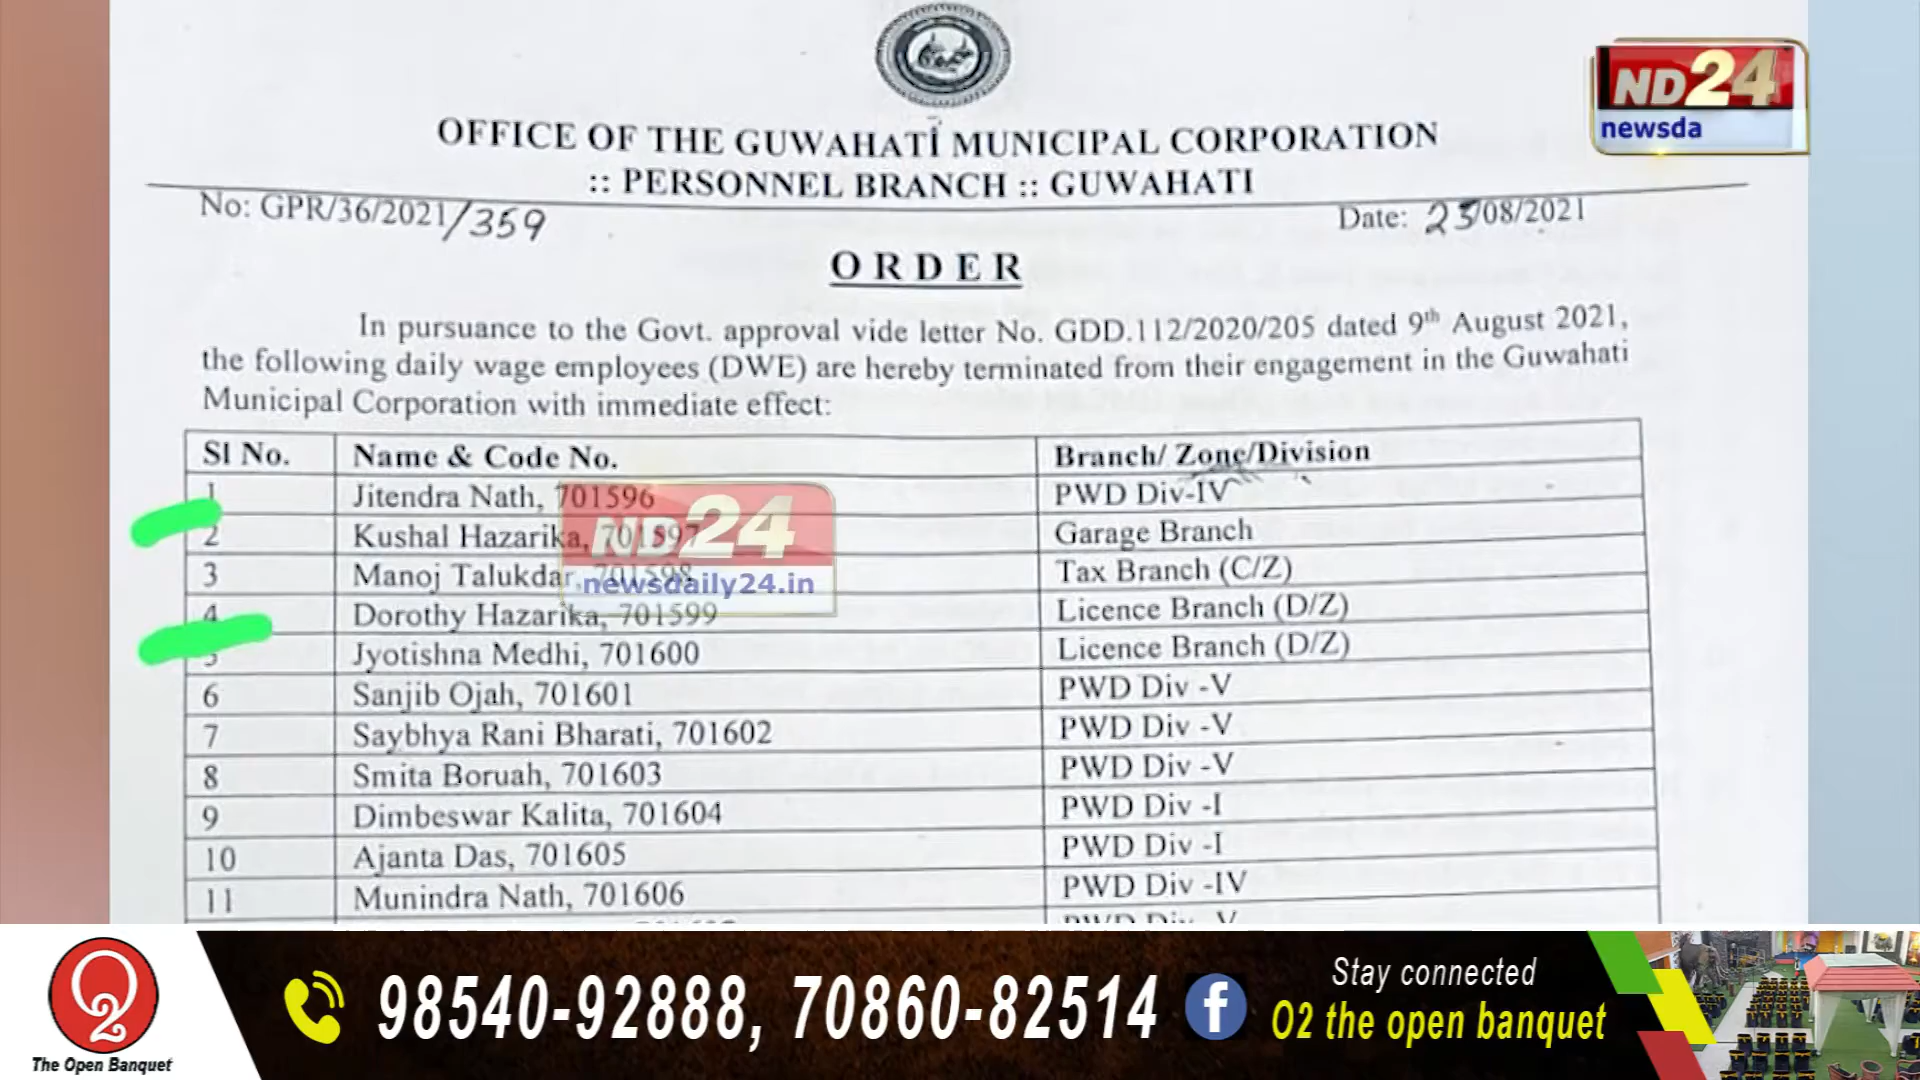 ND24
newsda
OFFICE OF THE GUWAHATI MUNICIPAL CORPORATION
:: PERSONNEL BRANCH :: GUWAHATI
No: GPR/36/2021/359 Date: 23/08/2021
ORDER
In pursuance to the Govt. approval vide letter No. GDD.112/2020/205 dated 9th August 2021,
the following daily wage employees (DWE) are hereby terminated from their engagement in the Guwahati
Municipal Corporation with immediate effect:
Sl No. Name & Code No. Branch/ Zone/Division
1 Jitendra Nath, 701596 PWD Div-IV
2 Kushal Hazarika, 701597 Garage Branch
3 Manoj Talukdar, 701598 Tax Branch (C/Z)
4 Dorothy Hazarika, 701599 Licence Branch (D/Z)
5 Jyotishna Medhi, 701600 Licence Branch (D/Z)
6 Sanjib Ojah, 701601 PWD Div -V
7 Saybhya Rani Bharati, 701602 PWD Div -V
8 Smita Boruah, 701603 PWD Div -V
9 Dimbeswar Kalita, 701604 PWD Div -I
10 Ajanta Das, 701605 PWD Div -I
11 Munindra Nath, 701606 PWD Div -IV
ND24
newsdaily24.in
O2
The Open Banquet
98540-92888, 70860-82514
f
Stay connected
O2 the open banquet